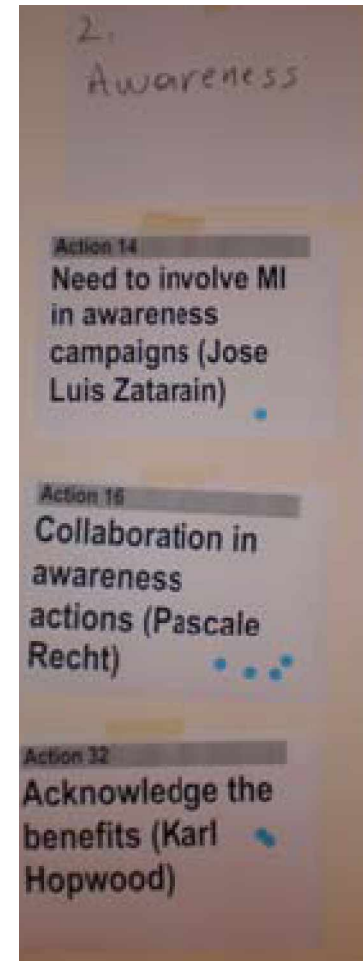 2.
Awareness
Action 14
Need to involve MI
in awareness
campaigns (Jose
Luis Zatarain)
Action 16
Collaboration in
awareness
actions (Pascale
Recht)
Action 32
Acknowledge the
benefits (Karl
Hopwood)